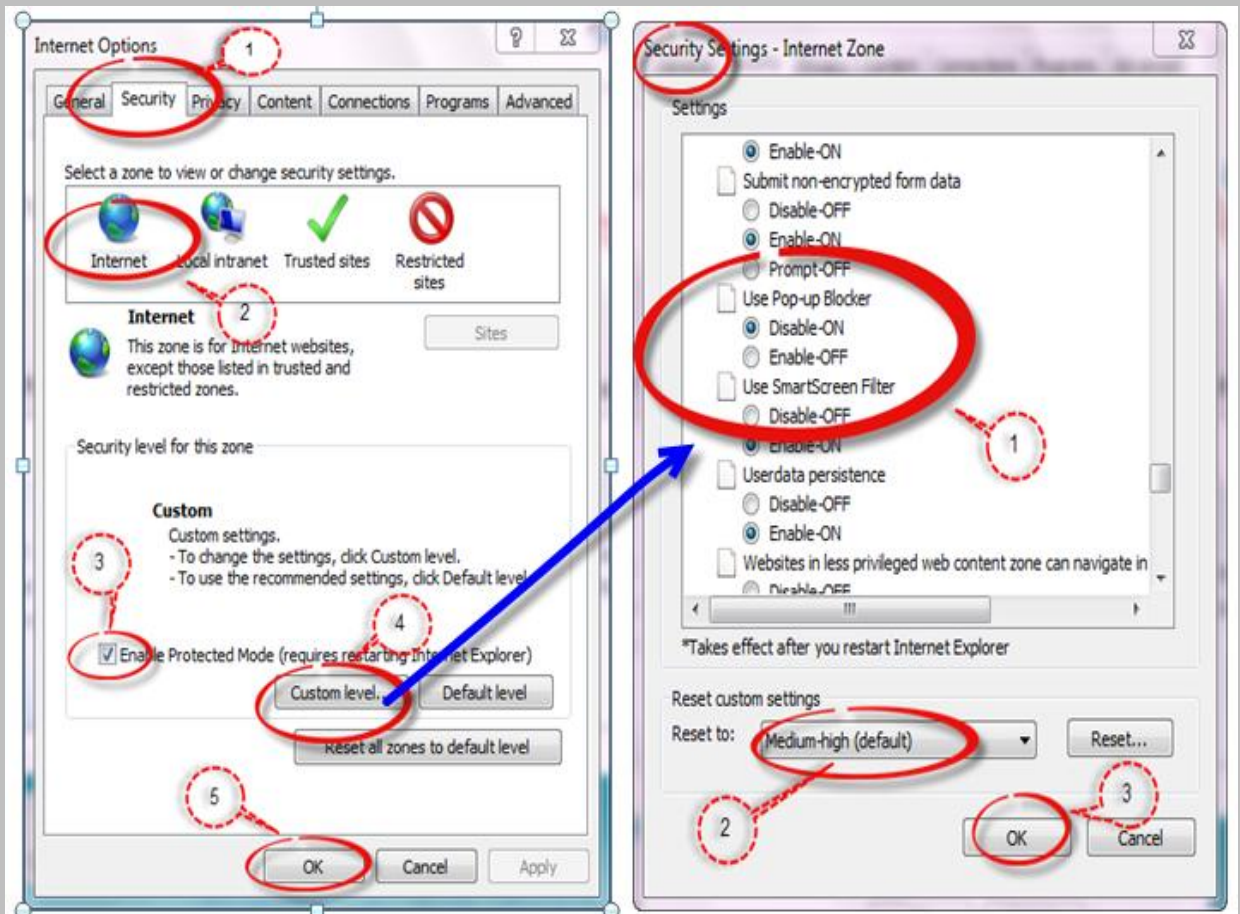 Internet Options
1
General Security Privacy Content Connections Programs Advanced
Select a zone to view or change security settings.
Internet Local intranet Trusted sites Restricted sites
2
Internet
This zone is for Internet websites,
except those listed in trusted and
restricted zones.
Sites
Security level for this zone
Custom
Custom settings.
- To change the settings, click Custom level.
- To use the recommended settings, click Default level.
3
4
Enable Protected Mode (requires restarting Internet Explorer)
Custom level... Default level
Reset all zones to default level
5
OK Cancel Apply
Security Settings - Internet Zone
Settings
Enable-ON
Submit non-encrypted form data
Disable-OFF
Enable-ON
Prompt-OFF
Use Pop-up Blocker
Disable-ON
Enable-OFF
Use SmartScreen Filter
Disable-OFF
Enable-ON
1
Userdata persistence
Disable-OFF
Enable-ON
Websites in less privileged web content zone can navigate in
Disable-OFF
*Takes effect after you restart Internet Explorer
Reset custom settings
Reset to: Medium-high (default) Reset...
2
3
OK Cancel